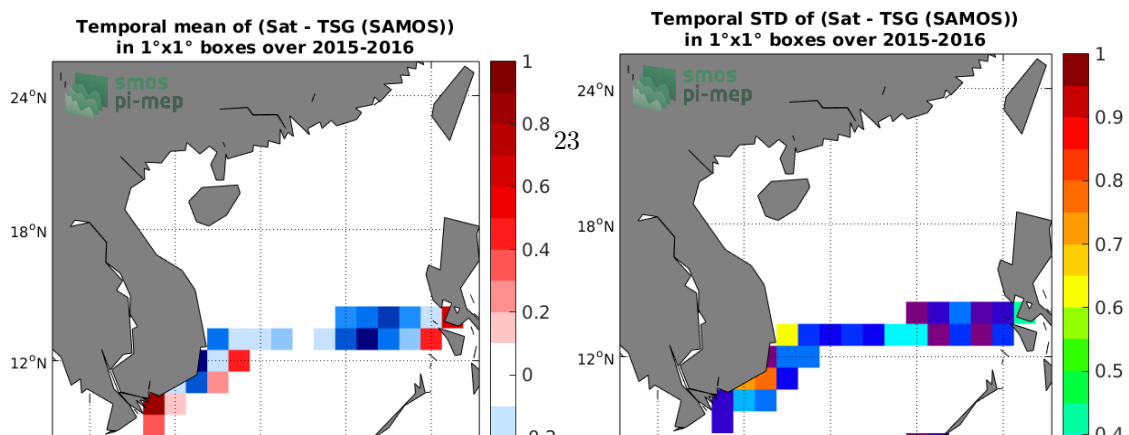 Temporal mean of (Sat - TSG (SAMOS))
in 1°x1° boxes over 2015-2016
smos
pi-mep
24°N
18°N
12°N
1
0.8
0.6
0.4
0.2
0
23
Temporal STD of (Sat - TSG (SAMOS))
in 1°x1° boxes over 2015-2016
smos
pi-mep
24°N
18°N
12°N
1
0.9
0.8
0.7
0.6
0.5